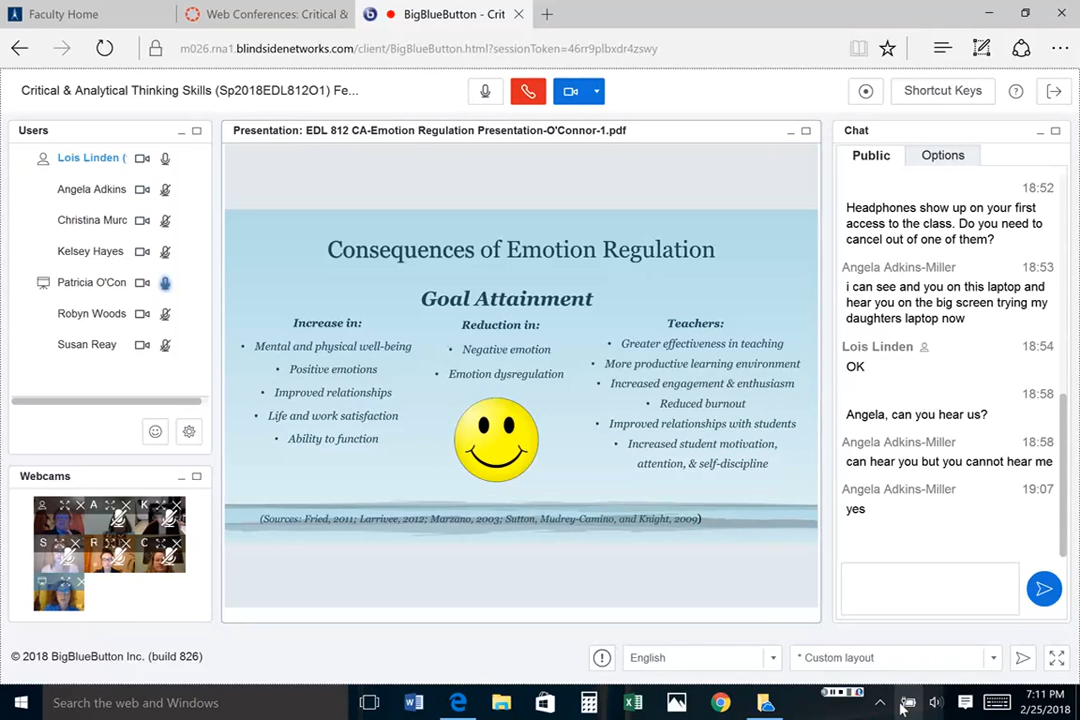 Faculty Home
Web Conferences: Critical &
BigBlueButton - Crit
m026.rna1.blindsidenetworks.com/client/BigBlueButton.html?sessionToken=46rr9plbxdr4zswy
Critical & Analytical Thinking Skills (Sp2018EDL812O1) Fe...
Shortcut Keys
Users
Lois Linden (
Angela Adkins
Christina Murc
Kelsey Hayes
Patricia O'Con
Robyn Woods
Susan Reay
Webcams
A
K
S
R
C
Presentation: EDL 812 CA-Emotion Regulation Presentation-O'Connor-1.pdf
Consequences of Emotion Regulation
Goal Attainment
Increase in:
• Mental and physical well-being
• Positive emotions
• Improved relationships
• Life and work satisfaction
• Ability to function
Reduction in:
• Negative emotion
• Emotion dysregulation
Teachers:
• Greater effectiveness in teaching
• More productive learning environment
• Increased engagement & enthusiasm
• Reduced burnout
• Improved relationships with students
• Increased student motivation,
attention, & self-discipline
(Sources: Fried, 2011; Larrivee, 2012; Marzano, 2003; Sutton, Mudrey-Camino, and Knight, 2009)
Chat
Public
Options
18:52
Headphones show up on your first
access to the class. Do you need to
cancel out of one of them?
Angela Adkins-Miller 18:53
i can see and you on this laptop and
hear you on the big screen trying my
daughters laptop now
Lois Linden 18:54
OK
18:58
Angela, can you hear us?
Angela Adkins-Miller 18:58
can hear you but you cannot hear me
Angela Adkins-Miller 19:07
yes
© 2018 BigBlueButton Inc. (build 826)
English
* Custom layout
Search the web and Windows
7:11 PM
2/25/2018